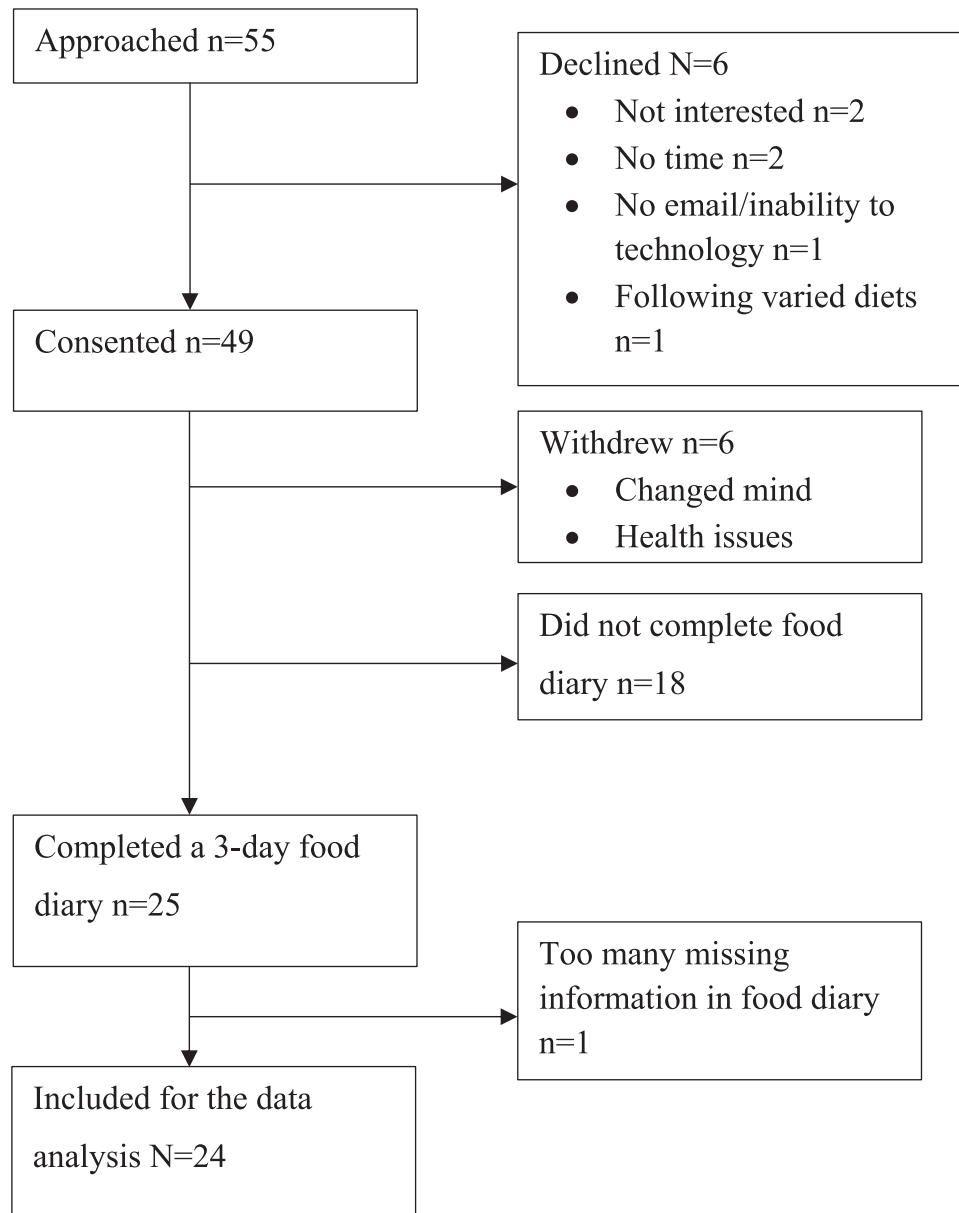 Approached n=55
Declined N=6
• Not interested n=2
• No time n=2
• No email/inability to
technology n=1
• Following varied diets
n=1
Consented n=49
Withdrew n=6
• Changed mind
• Health issues
Did not complete food
diary n=18
Completed a 3-day food
diary n=25
Too many missing
information in food diary
n=1
Included for the data
analysis N=24